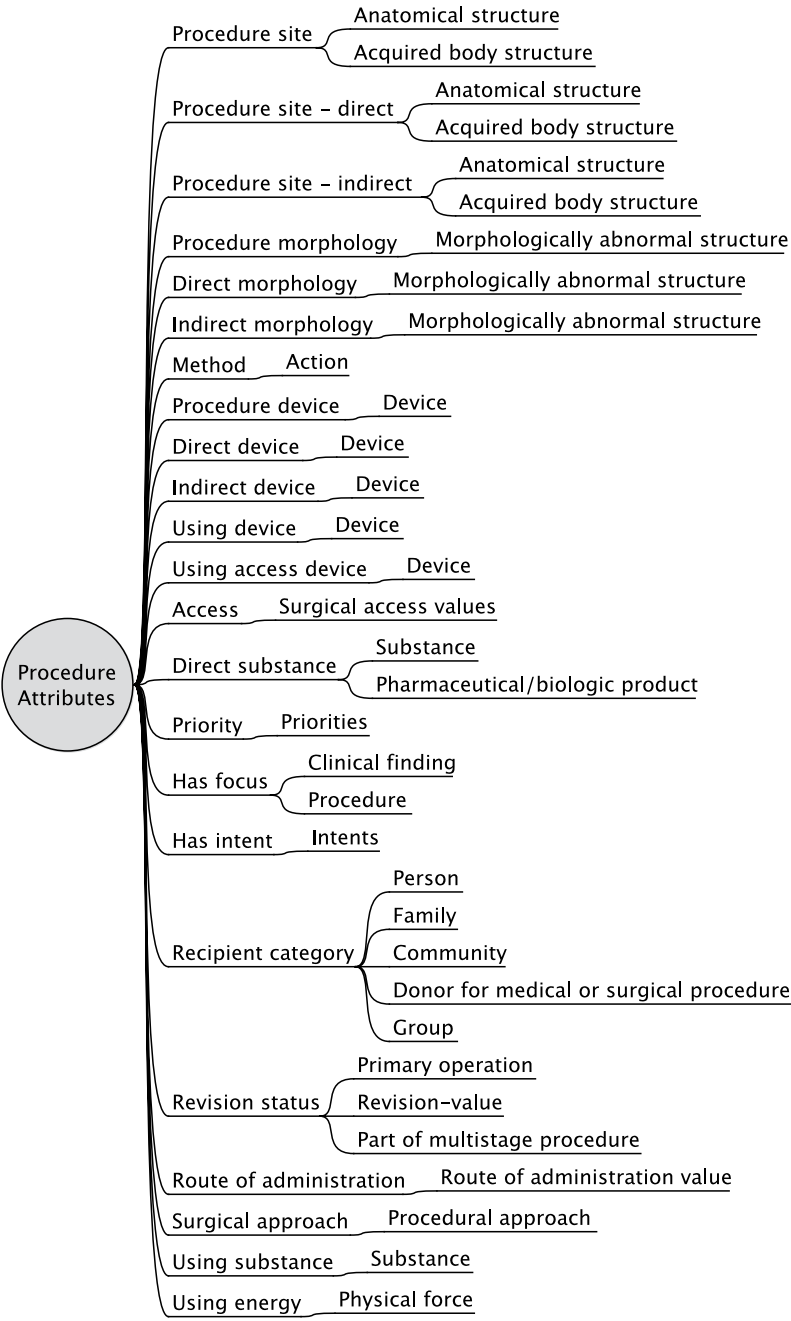 Procedure
Attributes
Procedure site
Anatomical structure
Acquired body structure
Procedure site – direct
Anatomical structure
Acquired body structure
Procedure site – indirect
Anatomical structure
Acquired body structure
Procedure morphology
Morphologically abnormal structure
Direct morphology
Morphologically abnormal structure
Indirect morphology
Morphologically abnormal structure
Method
Action
Procedure device
Device
Direct device
Device
Indirect device
Device
Using device
Device
Using access device
Device
Access
Surgical access values
Direct substance
Substance
Pharmaceutical/biologic product
Priority
Priorities
Has focus
Clinical finding
Procedure
Has intent
Intents
Recipient category
Person
Family
Community
Donor for medical or surgical procedure
Group
Revision status
Primary operation
Revision–value
Part of multistage procedure
Route of administration
Route of administration value
Surgical approach
Procedural approach
Using substance
Substance
Using energy
Physical force